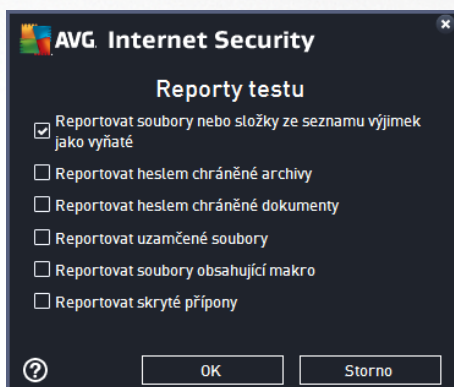 AVG. Internet Security
Reporty testu
Reportovat soubory nebo složky ze seznamu výjimek
jako vyňaté
Reportovat heslem chráněné archivy
Reportovat heslem chráněné dokumenty
Reportovat uzamčené soubory
Reportovat soubory obsahující makro
Reportovat skryté přípony
?
OK
Storno